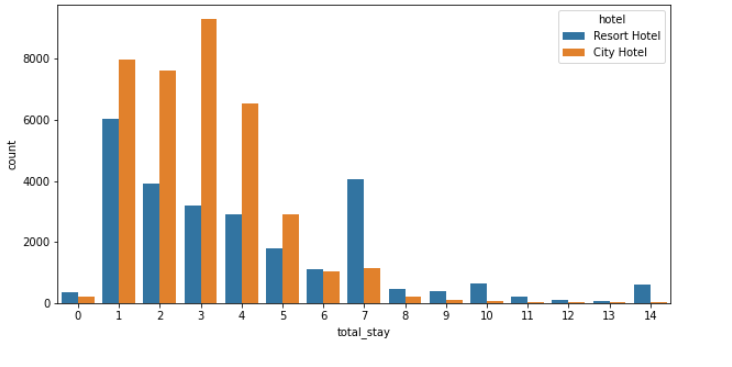 hotel
Resort Hotel
City Hotel
8000
6000
4000
2000
0
count
0 1 2 3 4 5 6 7 8 9 10 11 12 13 14
total_stay